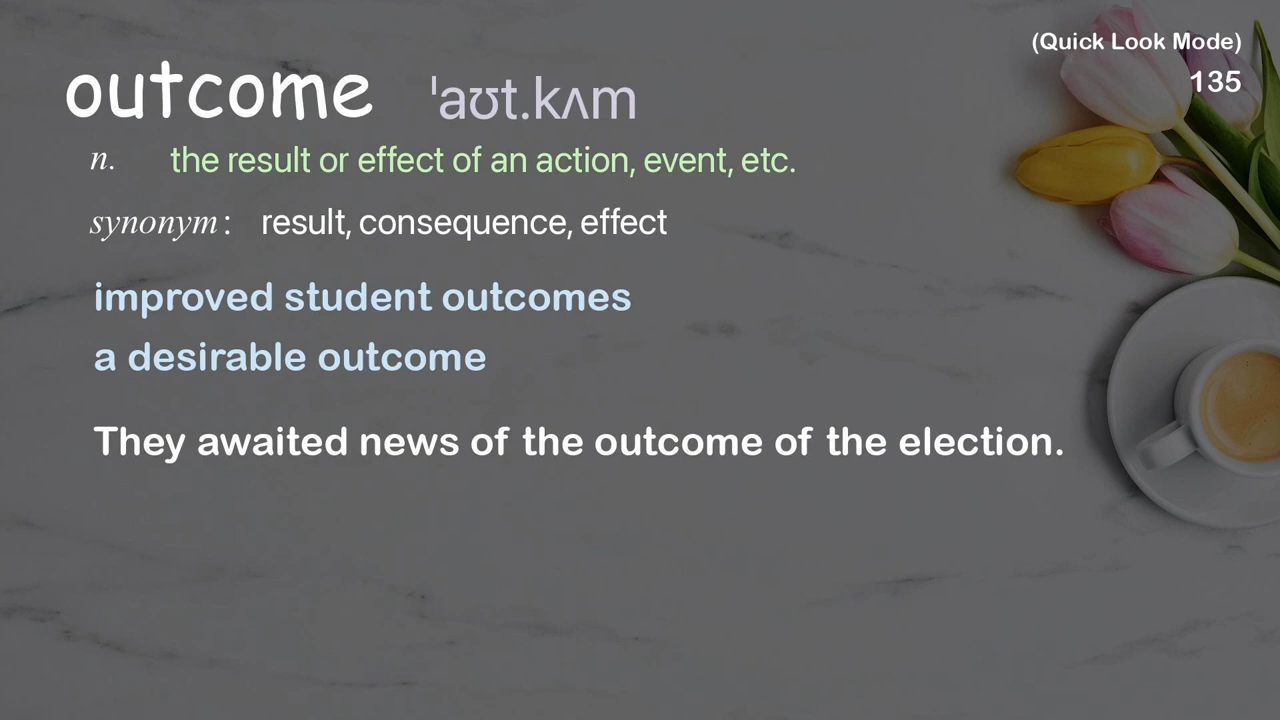 (Quick Look Mode)
135
outcome ˈaʊt.kʌm
n. the result or effect of an action, event, etc.
synonym: result, consequence, effect
improved student outcomes
a desirable outcome
They awaited news of the outcome of the election.